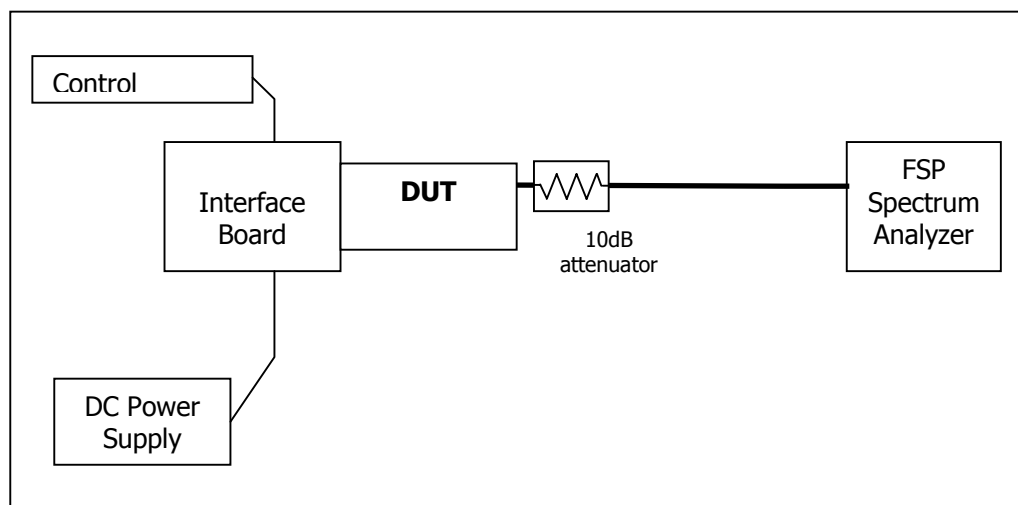 Control
Interface
Board
DUT
10dB
attenuator
FSP
Spectrum
Analyzer
DC Power
Supply